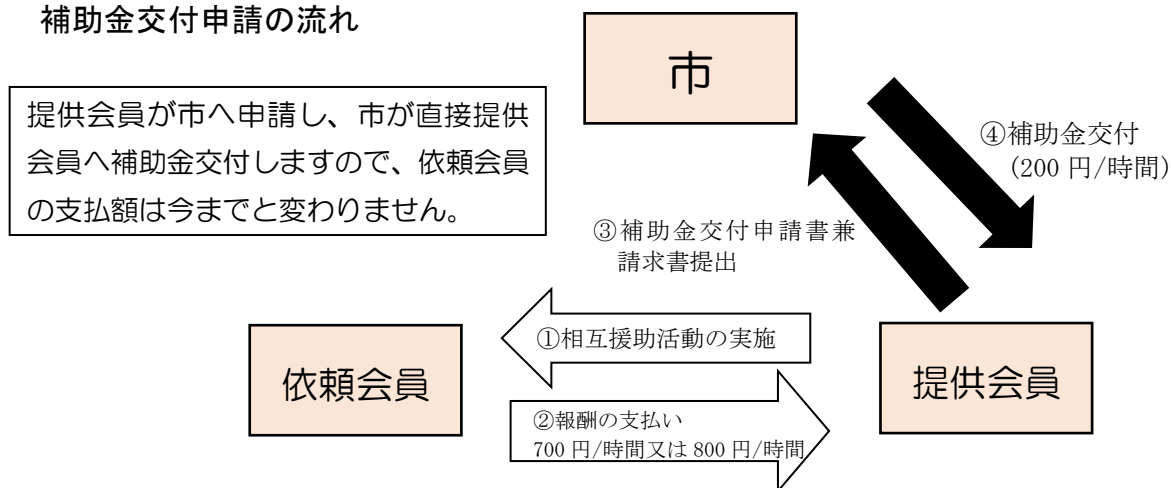 補助金交付申請の流れ
市
提供会員が市へ申請し、市が直接提供
会員へ補助金交付しますので、依頼会員
の支払額は今までと変わりません。
④補助金交付
(200 円/時間)
③補助金交付申請書兼
請求書提出
①相互援助活動の実施
依頼会員
提供会員
②報酬の支払い
700 円/時間又は 800 円/時間